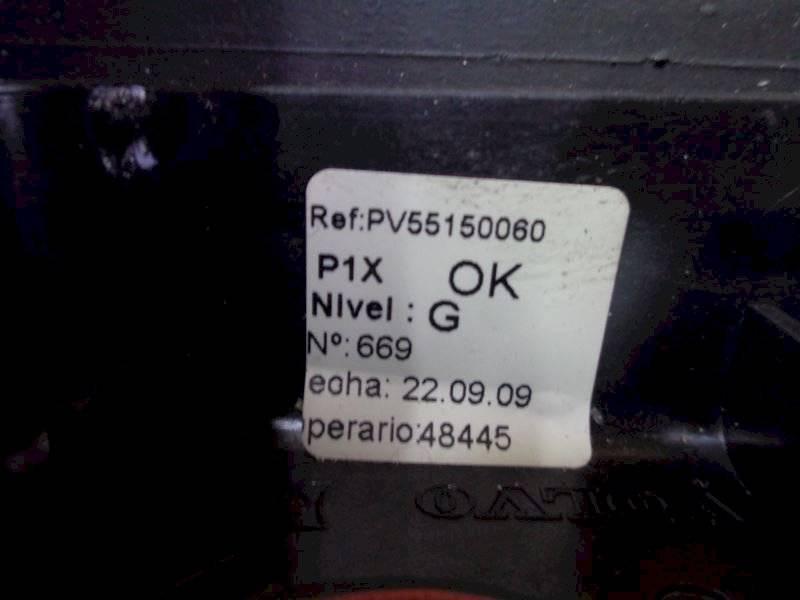 Ref:PV55150060
P1X OK
Nivel : G
Nº: 669
echa: 22.09.09
perario:48445